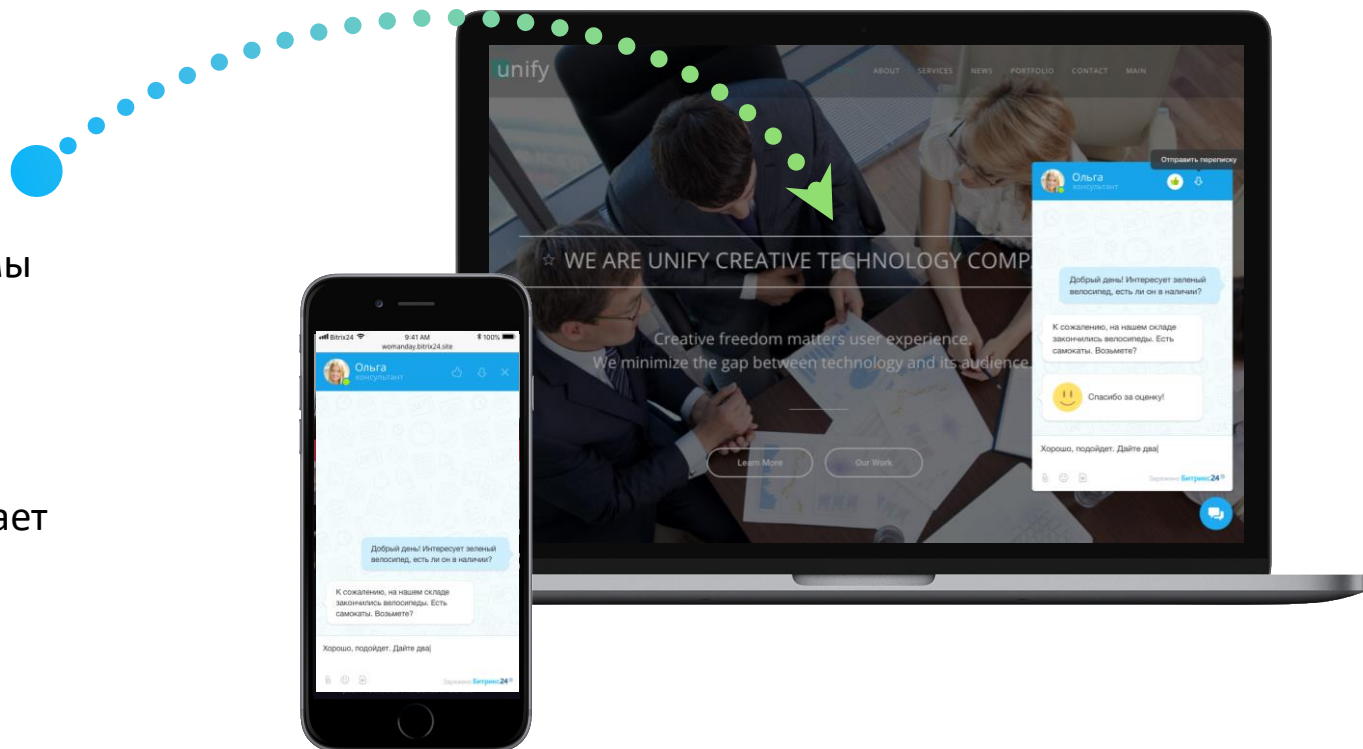 мы
ает
unify
ABOUT SERVICES NEWS PORTFOLIO CONTACT MAIN
☆ WE ARE UNIFY CREATIVE TECHNOLOGY COMP
Creative freedom matters user experience.
We minimize the gap between technology and its audience.
Learn More
Our Work
Отправить переписку
Ольга
консультант
Добрый день! Интересует зеленый
велосипед, есть ли он в наличии?
К сожалению, на нашем складе
закончились велосипеды. Есть
самокаты. Возьмете?
Спасибо за оценку!
Хорошо, подойдет. Дайте два
Заряжено Битрикс24
Bitrix24 9:41 AM 100%
womanday.bitrix24.site
Ольга
консультант
Добрый день! Интересует зеленый
велосипед, есть ли он в наличии?
К сожалению, на нашем складе
закончились велосипеды. Есть
самокаты. Возьмете?
Хорошо, подойдет. Дайте два
Заряжено Битрикс24